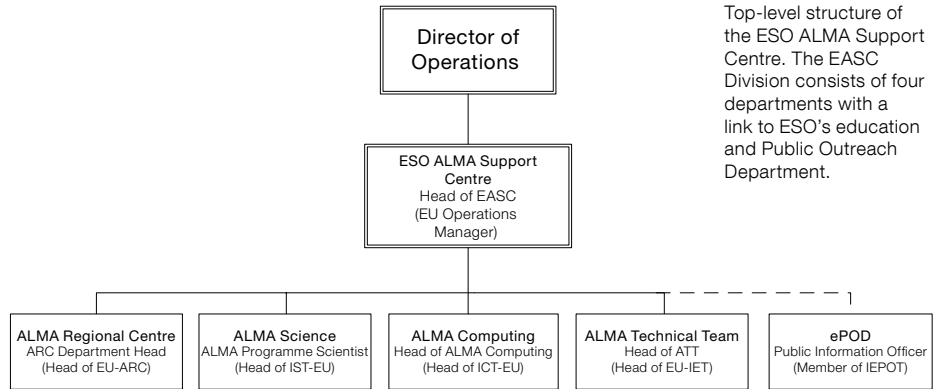 Director of
Operations
Top-level structure of
the ESO ALMA Support
Centre. The EASC
Division consists of four
departments with a
link to ESO's education
and Public Outreach
Department.
ESO ALMA Support
Centre
Head of EASC
(EU Operations
Manager)
ALMA Regional Centre
ARC Department Head
(Head of EU-ARC)
ALMA Science
ALMA Programme Scientist
(Head of IST-EU)
ALMA Computing
Head of ALMA Computing
(Head of ICT-EU)
ALMA Technical Team
Head of ATT
(Head of EU-IET)
ePOD
Public Information Officer
(Member of IEPOT)